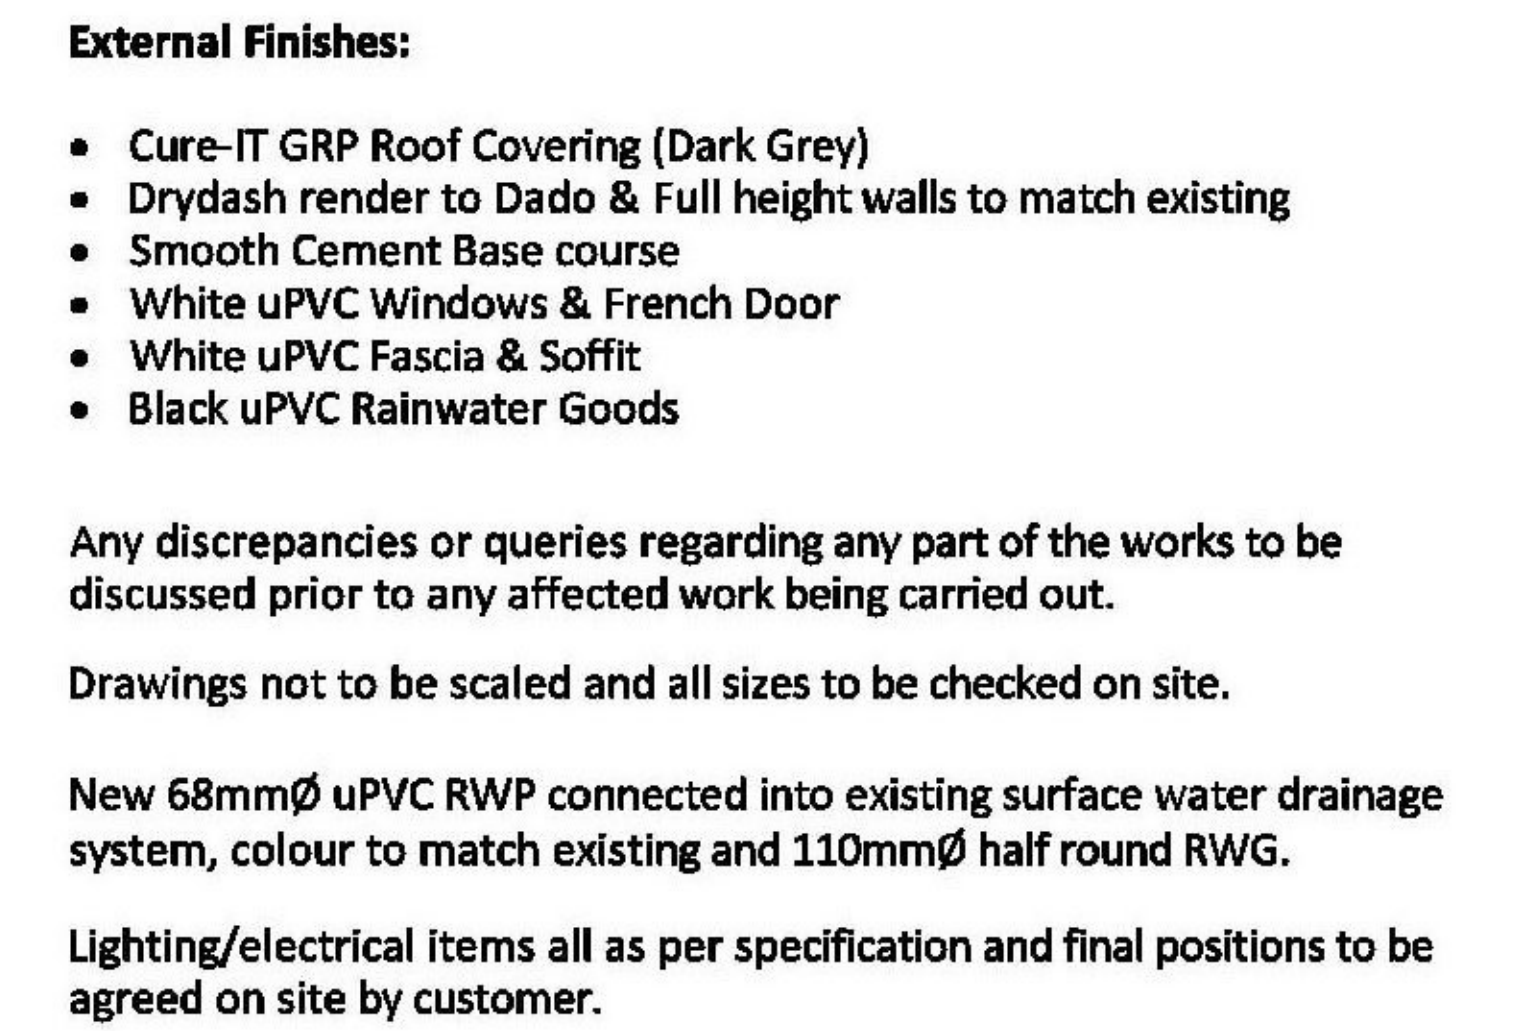 External Finishes:
• Cure-IT GRP Roof Covering (Dark Grey)
• Drydash render to Dado & Full height walls to match existing
• Smooth Cement Base course
• White uPVC Windows & French Door
• White uPVC Fascia & Soffit
• Black uPVC Rainwater Goods
Any discrepancies or queries regarding any part of the works to be
discussed prior to any affected work being carried out.
Drawings not to be scaled and all sizes to be checked on site.
New 68mmØ uPVC RWP connected into existing surface water drainage
system, colour to match existing and 110mmØ half round RWG.
Lighting/electrical items all as per specification and final positions to be
agreed on site by customer.